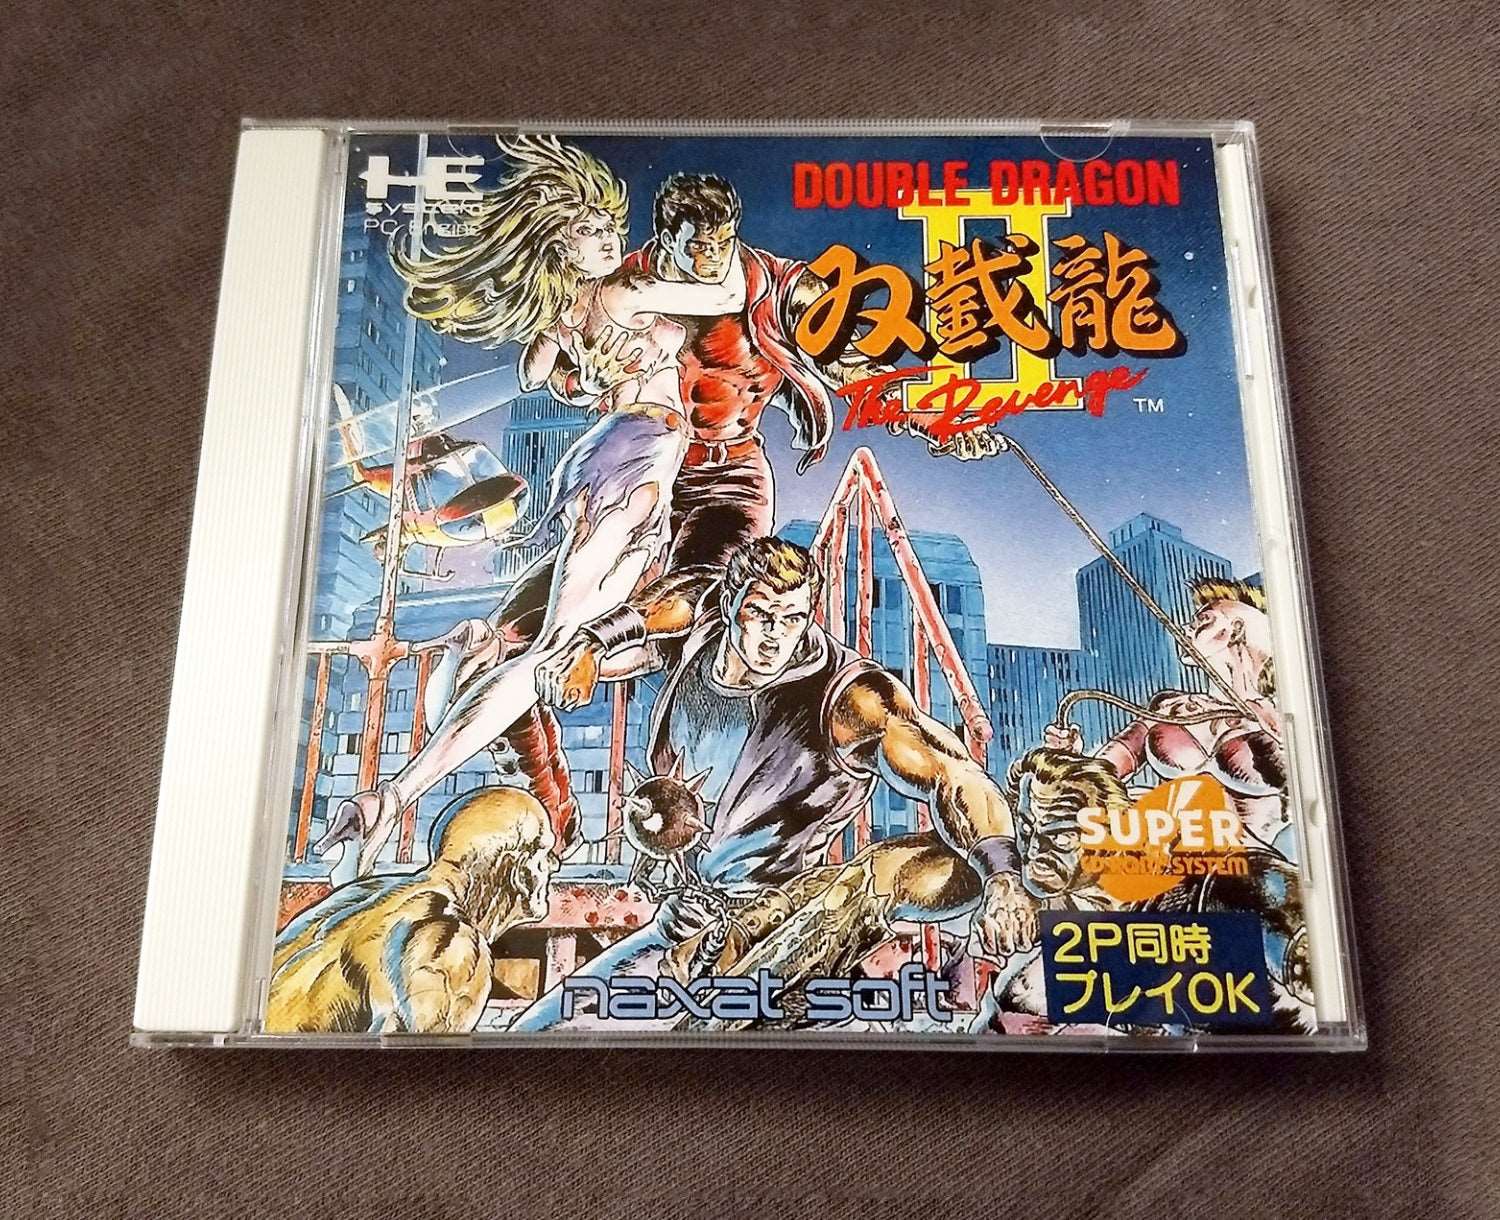 HE
system
PC Engine
DOUBLE DRAGON
II
双截龍
The Revenge
TM
SUPER
CD-ROM² SYSTEM
2P同時
プレイOK
naxat soft